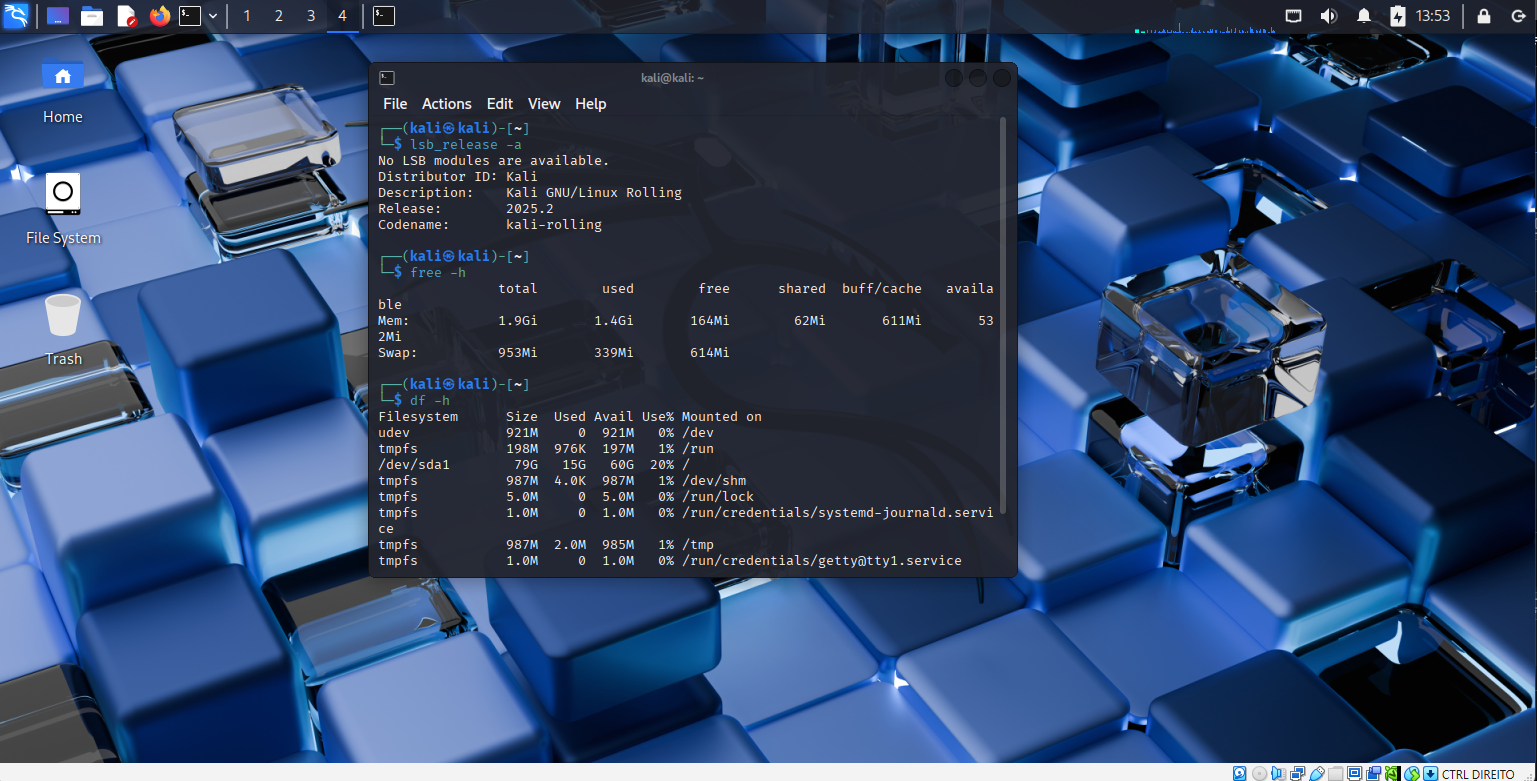 1 2 3 4
13:53
Home
File System
Trash
kali@kali: ~
File Actions Edit View Help
┌──(kali㉿kali)-[~]
└─$ lsb_release -a
No LSB modules are available.
Distributor ID: Kali
Description:    Kali GNU/Linux Rolling
Release:        2025.2
Codename:       kali-rolling
┌──(kali㉿kali)-[~]
└─$ free -h
               total        used        free      shared  buff/cache   availa
ble
Mem:           1.9Gi       1.4Gi       164Mi        62Mi       611Mi       53
2Mi
Swap:          953Mi       339Mi       614Mi
┌──(kali㉿kali)-[~]
└─$ df -h
Filesystem      Size  Used Avail Use% Mounted on
udev            921M     0  921M   0% /dev
tmpfs           198M  976K  197M   1% /run
/dev/sda1        79G   15G   60G  20% /
tmpfs           987M  4.0K  987M   1% /dev/shm
tmpfs           5.0M     0  5.0M   0% /run/lock
tmpfs           1.0M     0  1.0M   0% /run/credentials/systemd-journald.servi
ce
tmpfs           987M  2.0M  985M   1% /tmp
tmpfs           1.0M     0  1.0M   0% /run/credentials/getty@tty1.service
CTRL DIREITO